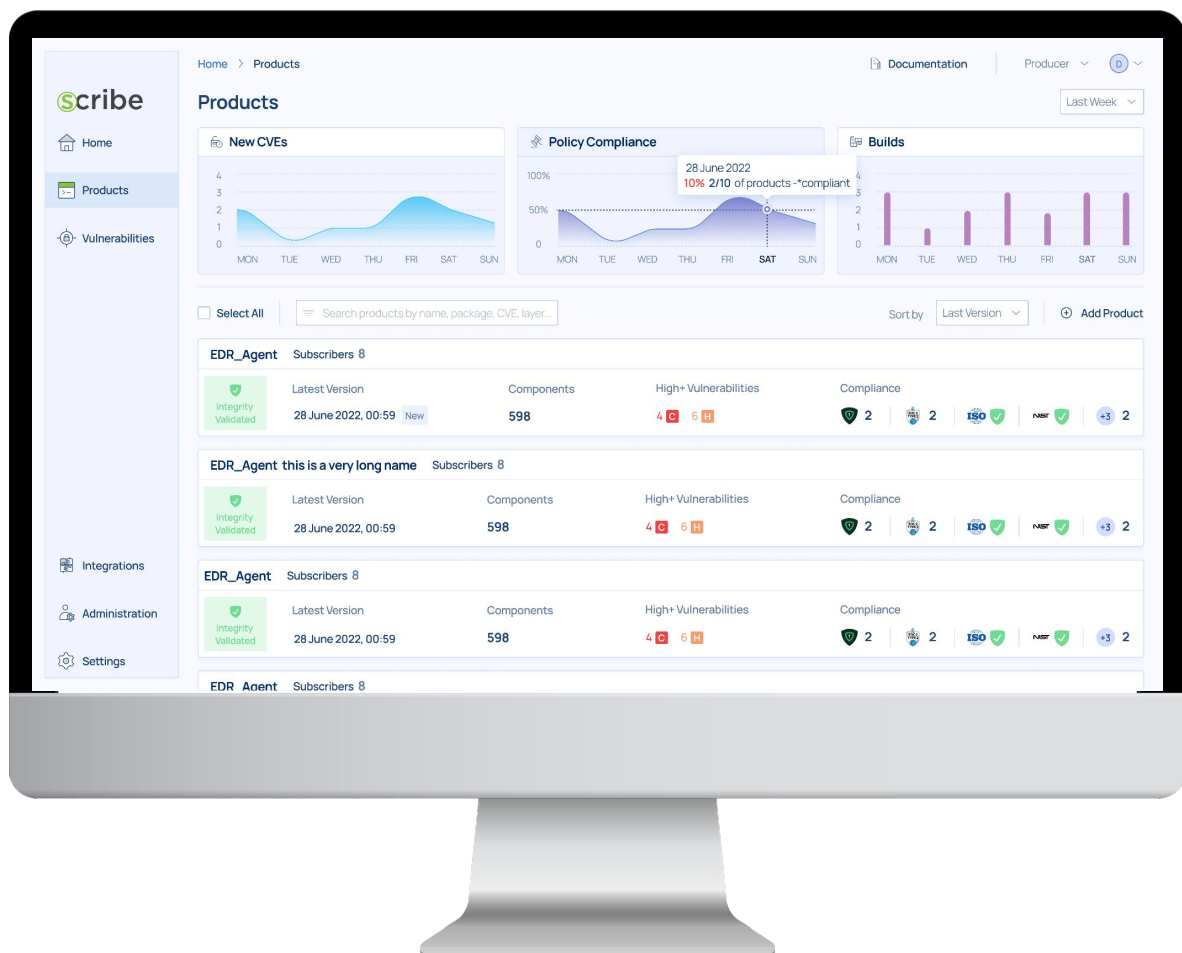 scribe
Home
Products
Vulnerabilities
Integrations
Administration
Settings
Home > Products
Documentation
Producer
D
Products
Last Week
New CVEs
4
3
2
1
0
MON TUE WED THU FRI SAT SUN
Policy Compliance
100%
50%
0
MON TUE WED THU FRI SAT SUN
28 June 2022
10% 2/10 of products -*compliant
Builds
4
3
2
1
0
MON TUE WED THU FRI SAT SUN
Select All
Search products by name, package, CVE, layer...
Sort by
Last Version
Add Product
EDR_Agent Subscribers 8
Integrity
Validated
Latest Version Components High+ Vulnerabilities Compliance
28 June 2022, 00:59 New 598 4 C 6 H 2 2 ISO NIST +3 2
EDR_Agent this is a very long name Subscribers 8
Integrity
Validated
Latest Version Components High+ Vulnerabilities Compliance
28 June 2022, 00:59 598 4 C 6 H 2 2 ISO NIST +3 2
EDR_Agent Subscribers 8
Integrity
Validated
Latest Version Components High+ Vulnerabilities Compliance
28 June 2022, 00:59 598 4 C 6 H 2 2 ISO NIST +3 2
EDR_Agent Subscribers 8